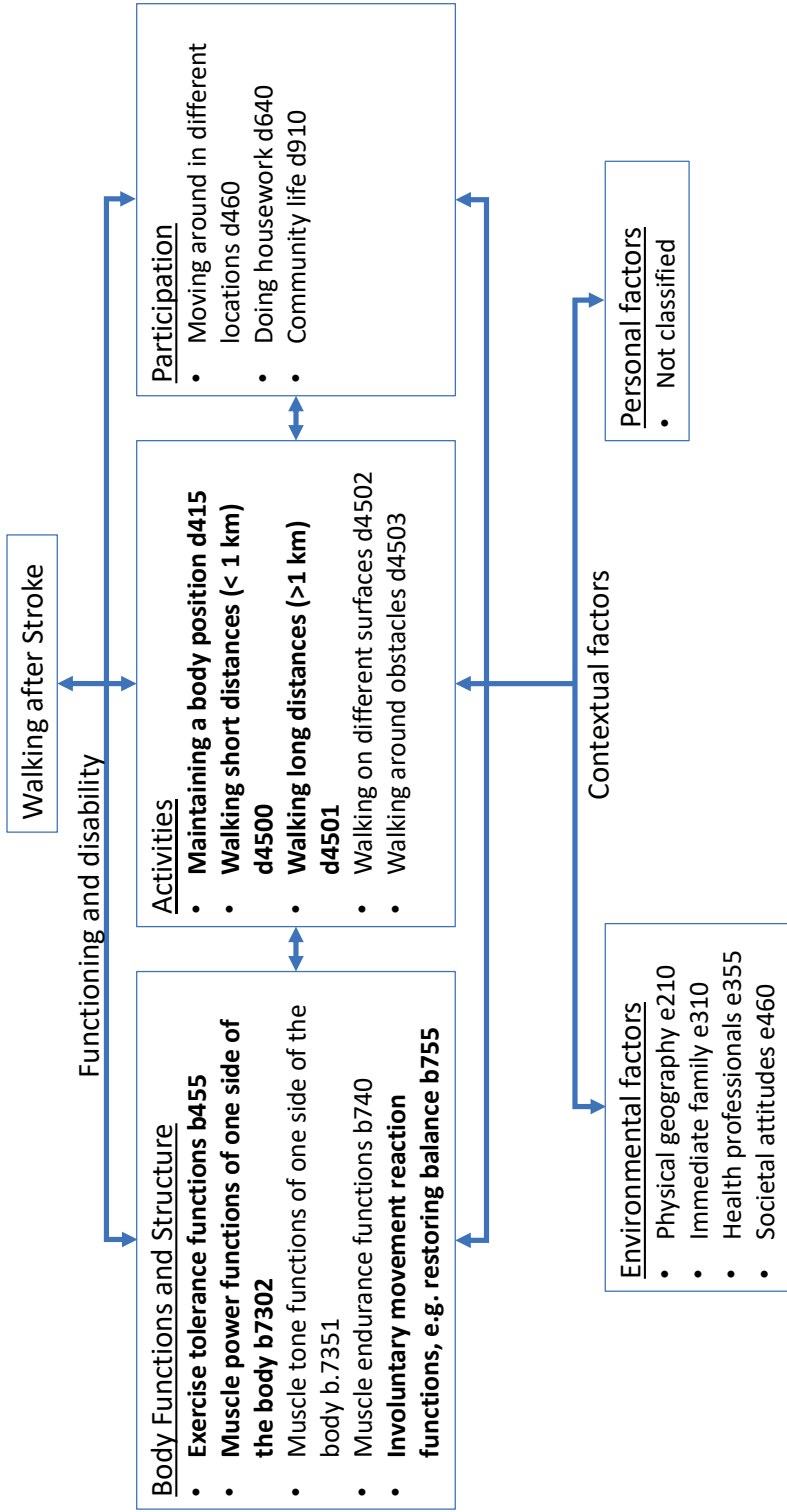 Walking after Stroke
Functioning and disability
Body Functions and Structure
• Exercise tolerance functions b455
• Muscle power functions of one side of
the body b7302
• Muscle tone functions of one side of the
body b.7351
• Muscle endurance functions b740
• Involuntary movement reaction
functions, e.g. restoring balance b755
Activities
• Maintaining a body position d415
• Walking short distances (< 1 km)
d4500
• Walking long distances (>1 km)
d4501
• Walking on different surfaces d4502
• Walking around obstacles d4503
Participation
• Moving around in different
locations d460
• Doing housework d640
• Community life d910
Contextual factors
Environmental factors
• Physical geography e210
• Immediate family e310
• Health professionals e355
• Societal attitudes e460
Personal factors
• Not classified